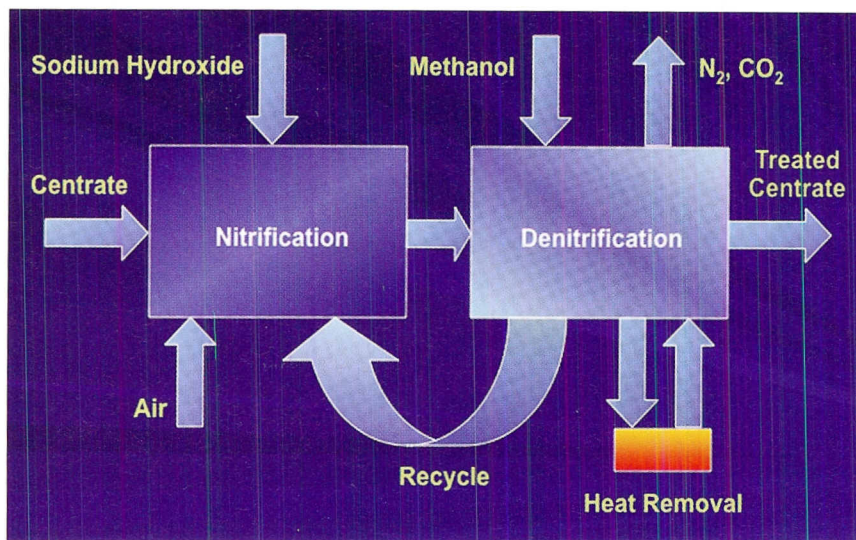 Sodium Hydroxide
Methanol
N₂, CO₂
Centrate
Nitrification
Denitrification
Treated
Centrate
Air
Recycle
Heat Removal